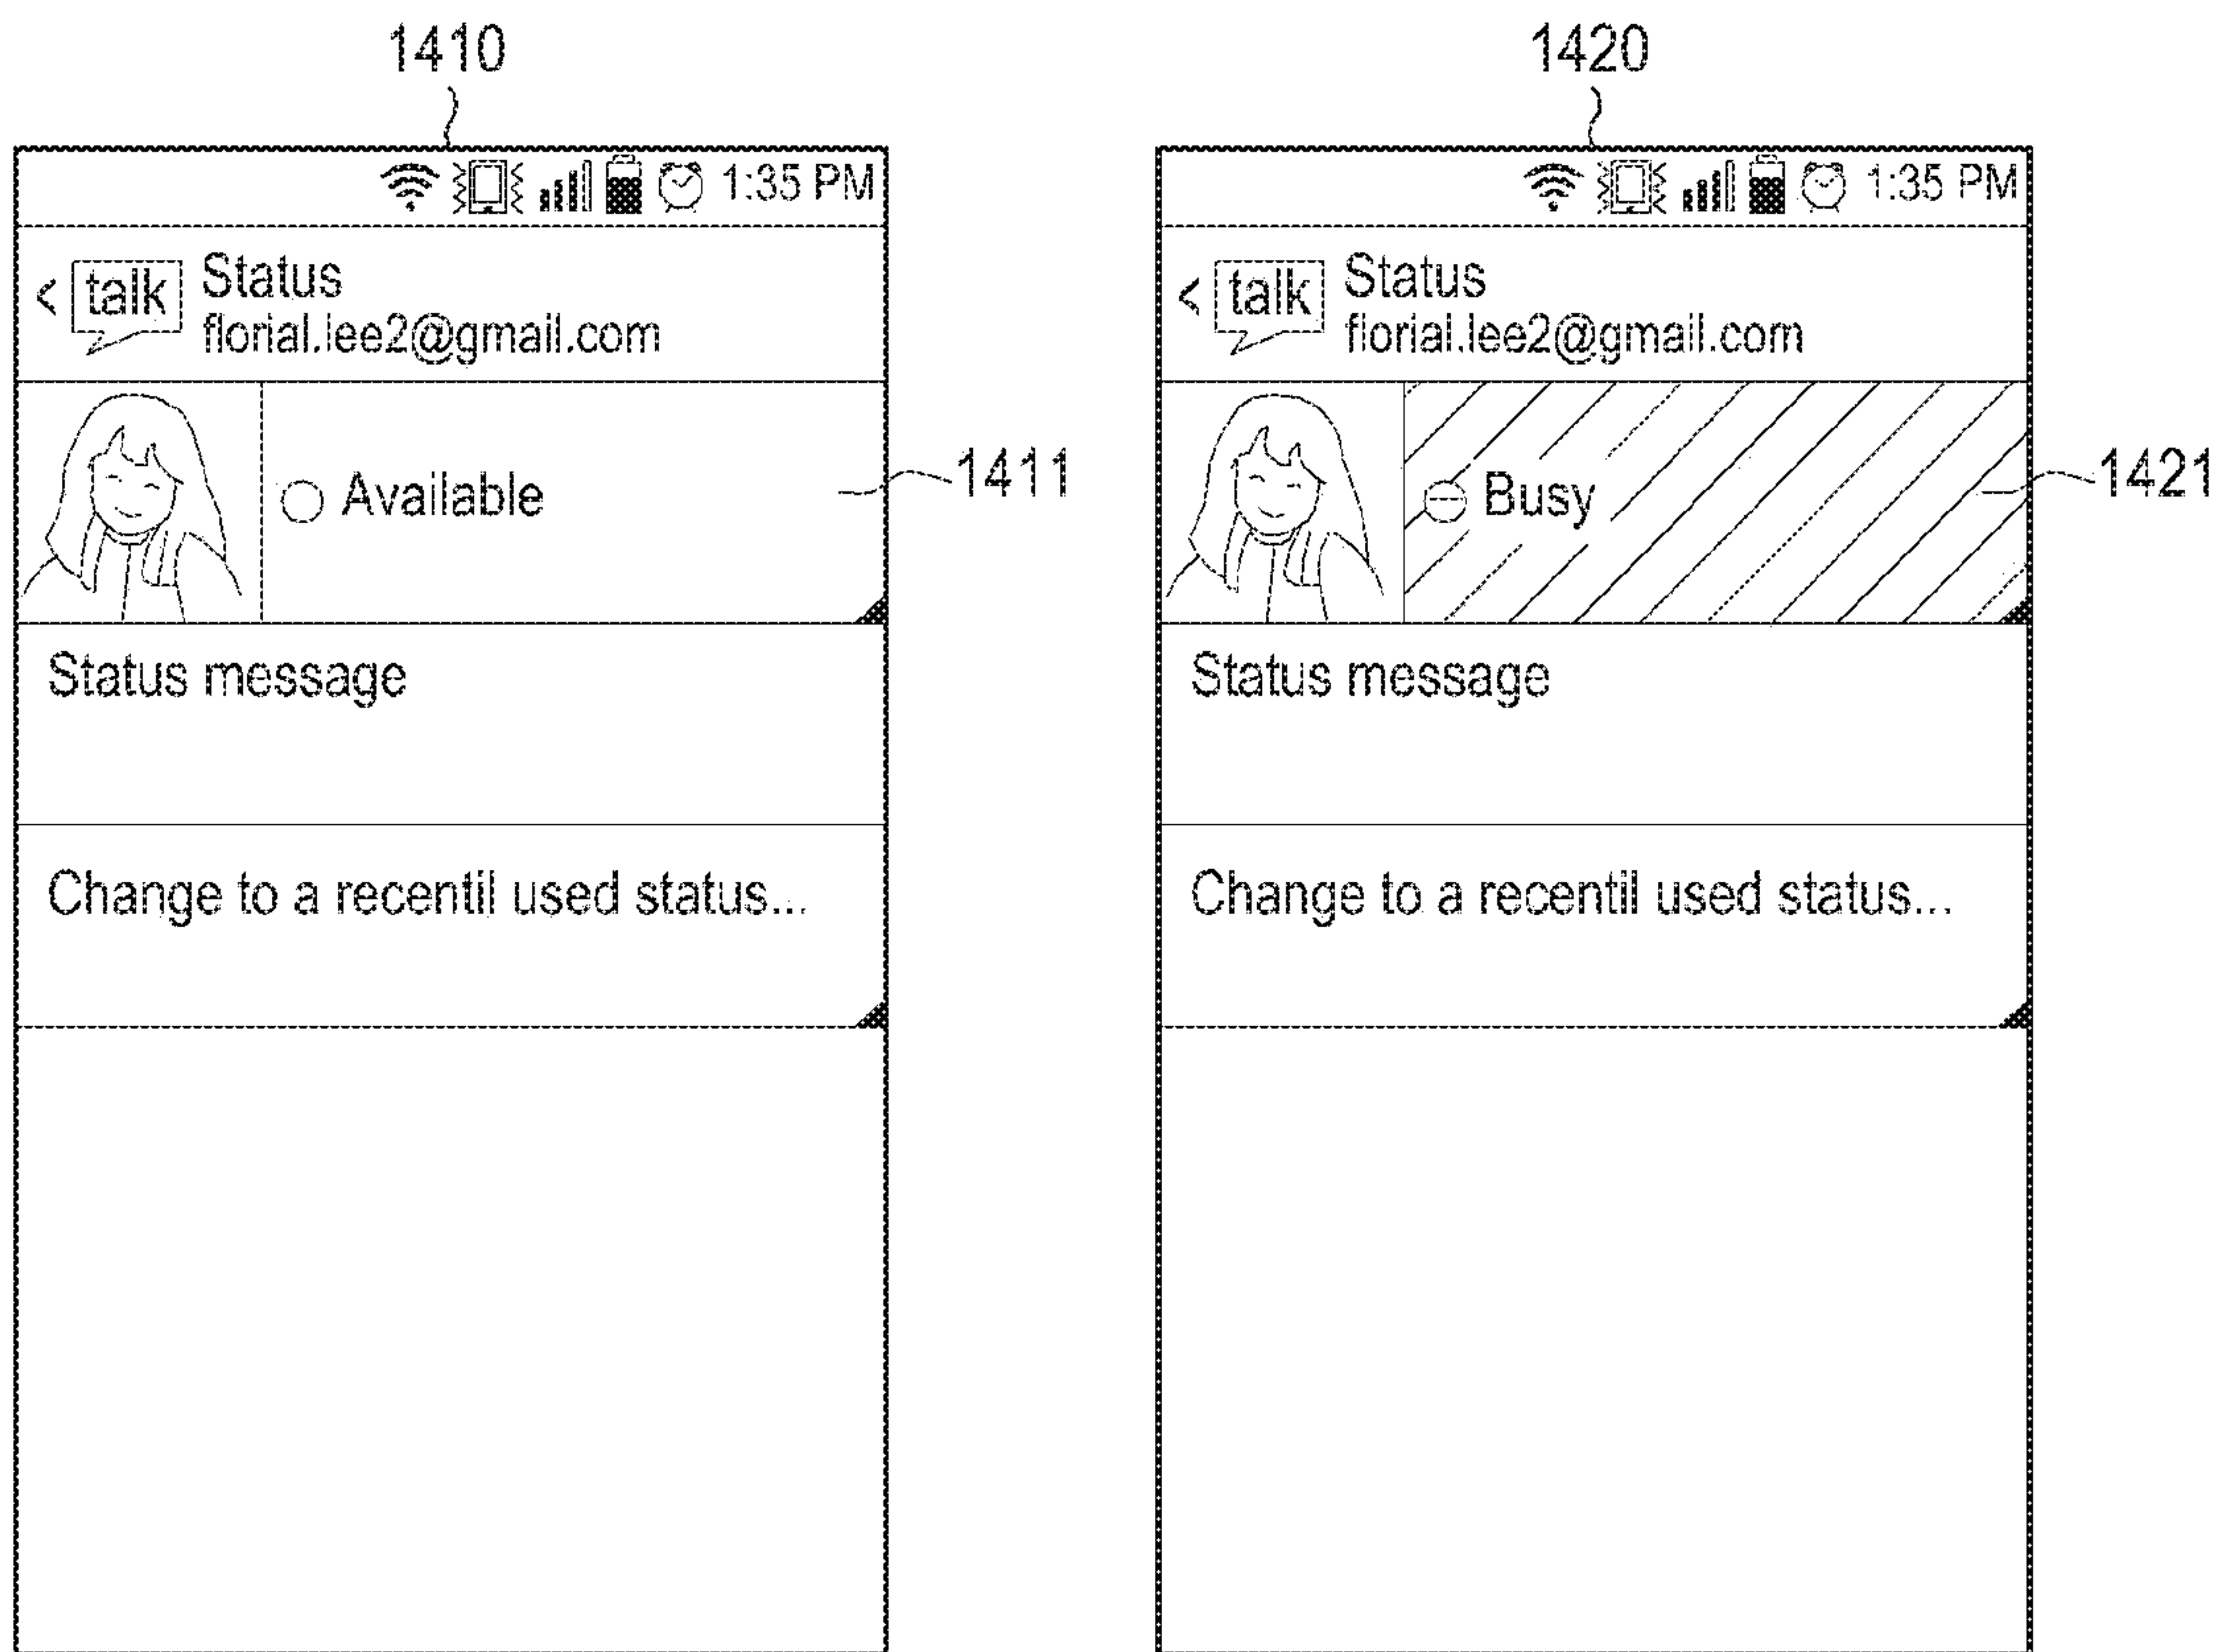 1410
1:35 PM
talk
Status
florial.lee2@gmail.com
Available
1411
Status message
Change to a recentil used status...
1420
1:35 PM
talk
Status
florial.lee2@gmail.com
Busy
1421
Status message
Change to a recentil used status...